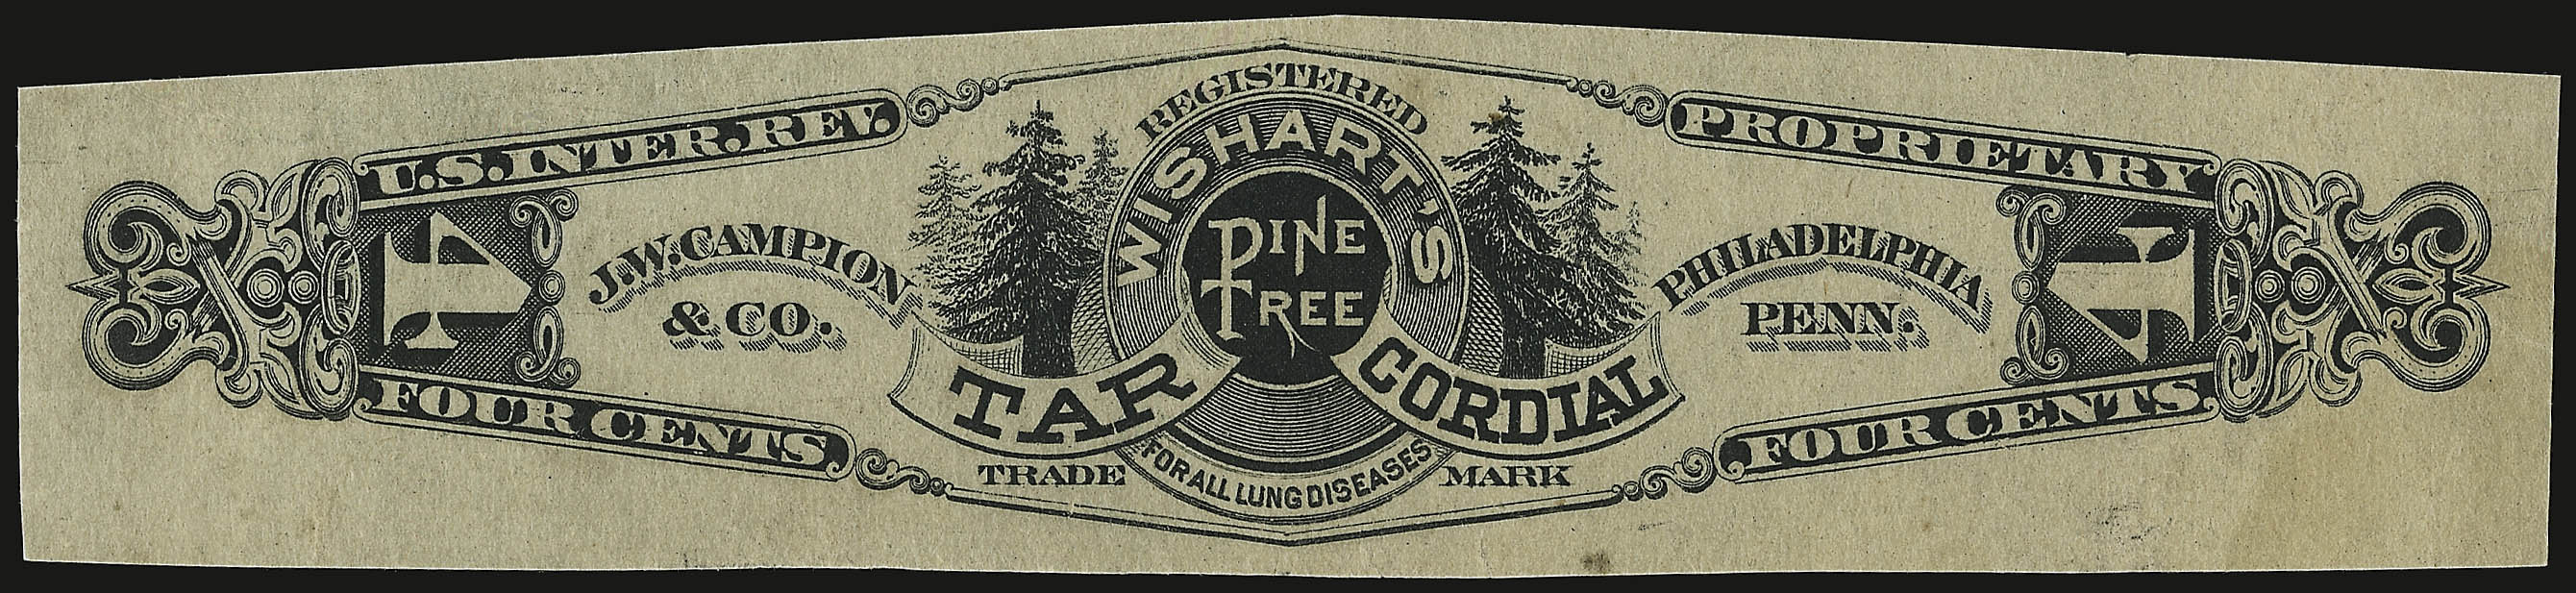 U.S. INTER. REV.
4
J.W. CAMPION
& CO.
FOUR CENTS.
REGISTERED
WISHART'S
PINE
TREE
TAR CORDIAL
TRADE MARK
FOR ALL LUNG DISEASES
PROPRIETARY
PHILADELPHIA
PENN.
4
FOUR CENTS.